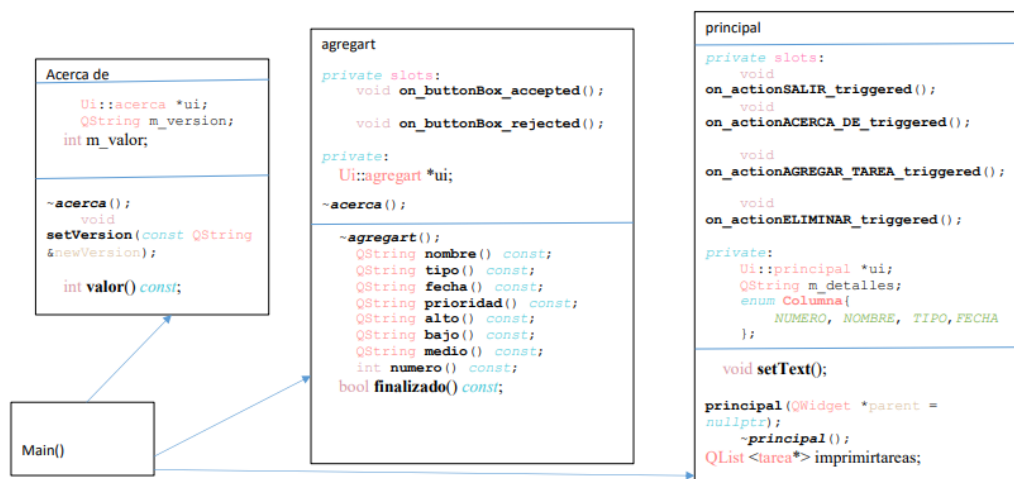 Acerca de
Ui::acerca *ui;
QString m_version;
int m_valor;
~acerca();
void
setVersion(const QString
&newVersion);
int valor() const;
Main()
agregart
private slots:
void on_buttonBox_accepted();
void on_buttonBox_rejected();
private:
Ui::agregart *ui;
~acerca();
~agregart();
QString nombre() const;
QString tipo() const;
QString fecha() const;
QString prioridad() const;
QString alto() const;
QString bajo() const;
QString medio() const;
int numero() const;
bool finalizado() const;
principal
private slots:
void
on_actionSALIR_triggered();
void
on_actionACERCA_DE_triggered();
void
on_actionAGREGAR_TAREA_triggered();
void
on_actionELIMINAR_triggered();
private:
Ui::principal *ui;
QString m_detalles;
enum Columna{
NUMERO, NOMBRE, TIPO,FECHA
};
void setText();
principal(QWidget *parent =
nullptr);
~principal();
QList <tarea*> imprimirtareas;